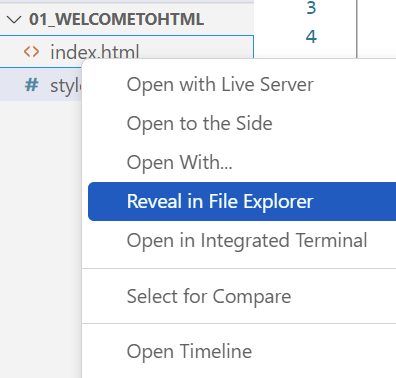 01_WELCOMETOHTML
<> index.html
# style
3
4
Open with Live Server
Open to the Side
Open With...
Reveal in File Explorer
Open in Integrated Terminal
Select for Compare
Open Timeline